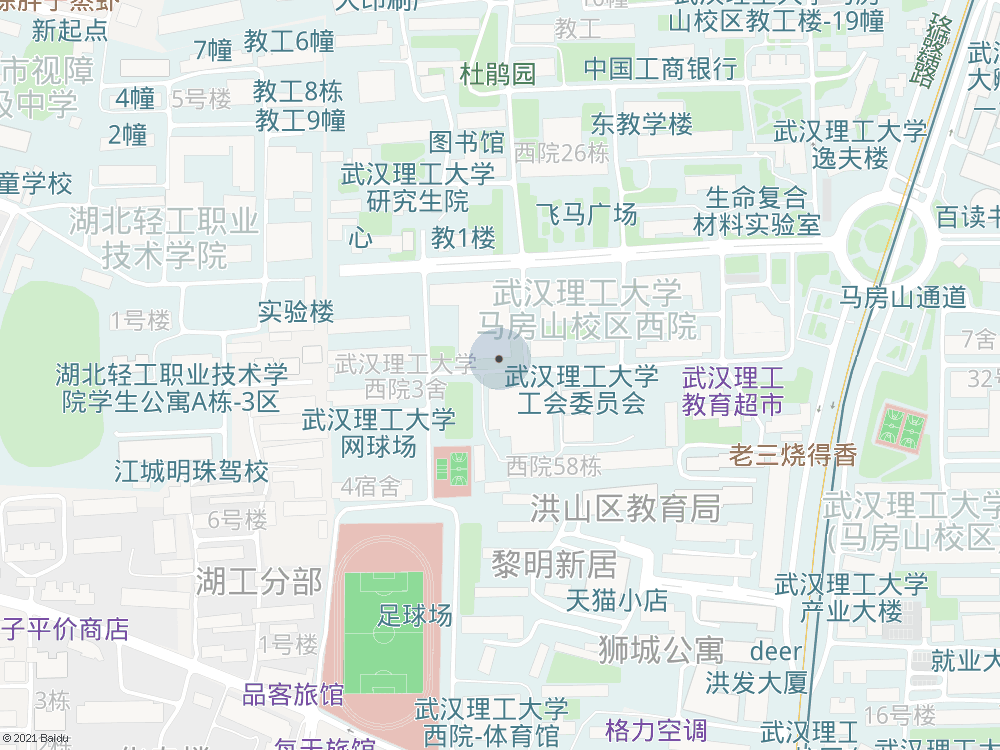 新起点
7幢
教工6幢
教工
山校区教工楼-19幢
市视障
级中学
4幢
5号楼
2幢
教工8栋
教工9幢
杜鹃园
中国工商银行
珞狮路
东教学楼
图书馆
西院26栋
武汉理工大学
逸夫楼
童学校
湖北轻工职业
技术学院
武汉理工大学
研究生院
心
教1楼
飞马广场
生命复合
材料实验室
百读书
1号楼
实验楼
武汉理工大学
马房山校区西院
马房山通道
7舍
32号
湖北轻工职业技术学
院学生公寓A栋-3区
武汉理工大学
西院3舍
武汉理工大学
工会委员会
武汉理工
教育超市
武汉理工大学
网球场
江城明珠驾校
4宿舍
西院58栋
老三烧得香
6号楼
洪山区教育局
武汉理工大学
(马房山校区
湖工分部
黎明新居
天猫小店
武汉理工大学
产业大楼
足球场
子平价商店
1号楼
狮城公寓
deer
洪发大厦
就业大
3栋
品客旅馆
武汉理工大学
西院-体育馆
格力空调
武汉理工
16号楼
每天旅馆
© 2021 Baidu